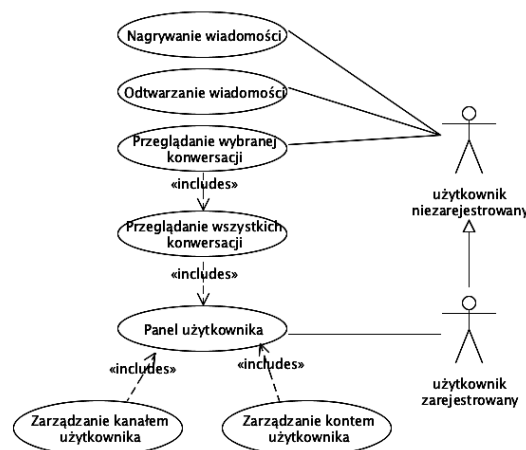 Nagrywanie wiadomości
Odtwarzanie wiadomości
Przeglądanie wybranej
konwersacji
«includes»
użytkownik
niezarejestrowany
Przeglądanie wszystkich
konwersacji
«includes»
Panel użytkownika
użytkownik
zarejestrowany
«includes»
«includes»
Zarządzanie kanałem
użytkownika
Zarządzanie kontem
użytkownika